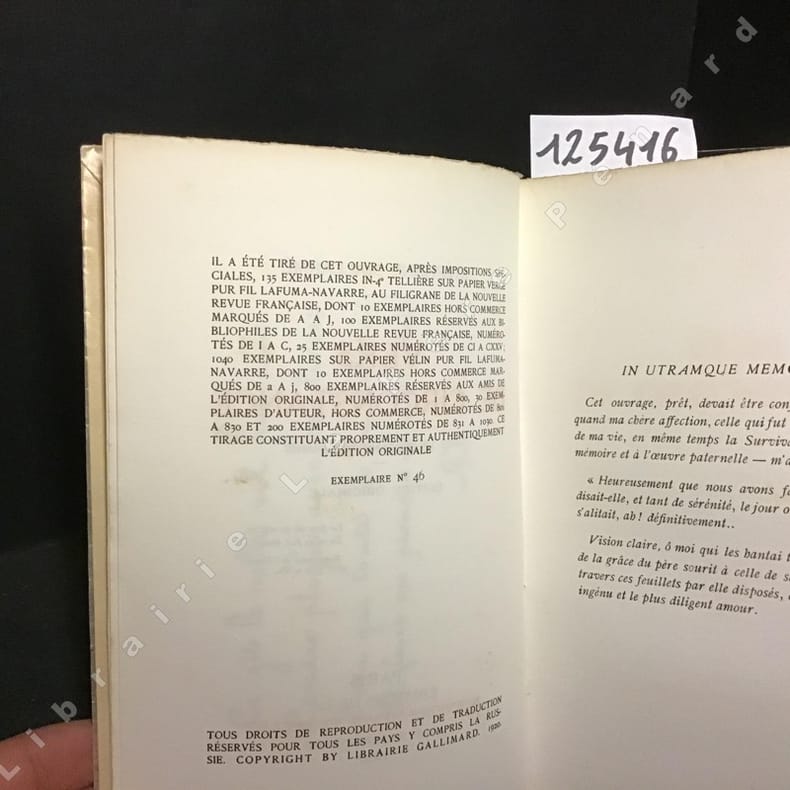 125416
IL A ÉTÉ TIRÉ DE CET OUVRAGE, APRÈS IMPOSITIONS SPÉ-
CIALES, 135 EXEMPLAIRES IN-4º TELLIÈRE SUR PAPIER VERGÉ
PUR FIL LAFUMA-NAVARRE, AU FILIGRANE DE LA NOUVELLE
REVUE FRANÇAISE, DONT 10 EXEMPLAIRES HORS COMMERCE
MARQUÉS DE A A J, 100 EXEMPLAIRES RÉSERVÉS AUX BI-
BLIOPHILES DE LA NOUVELLE REVUE FRANÇAISE, NUMÉRO-
TÉS DE I A C, 25 EXEMPLAIRES NUMÉROTÉS DE CI A CXXV;
1040 EXEMPLAIRES SUR PAPIER VÉLIN PUR FIL LAFUMA-
NAVARRE, DONT 10 EXEMPLAIRES HORS COMMERCE MAR-
QUÉS DE a A j, 800 EXEMPLAIRES RÉSERVÉS AUX AMIS DE
L'ÉDITION ORIGINALE, NUMÉROTÉS DE 1 A 800, 30 EXEM-
PLAIRES D'AUTEUR, HORS COMMERCE, NUMÉROTÉS DE 801
A 830 ET 200 EXEMPLAIRES NUMÉROTÉS DE 831 A 1030. CE
TIRAGE CONSTITUANT PROPREMENT ET AUTHENTIQUEMENT
L'ÉDITION ORIGINALE
EXEMPLAIRE Nº 46
TOUS DROITS DE REPRODUCTION ET DE TRADUCTION
RÉSERVÉS POUR TOUS LES PAYS Y COMPRIS LA RUS-
SIE. COPYRIGHT BY LIBRAIRIE GALLIMARD. 1920.
IN UTRAMQUE MEMO
Cet ouvrage, prêt, devait être conf
quand ma chère affection, celle qui fut
de ma vie, en même temps la Surviva
mémoire et à l'œuvre paternelle — m'a
« Heureusement que nous avons fa
disait-elle, et tant de sérénité, le jour o
s'alitait, ah ! définitivement..
Vision claire, ô moi qui les hantai t
de la grâce du père sourit à celle de s
travers ces feuillets par elle disposés,
ingénu et le plus diligent amour.
Librairie L
Penard